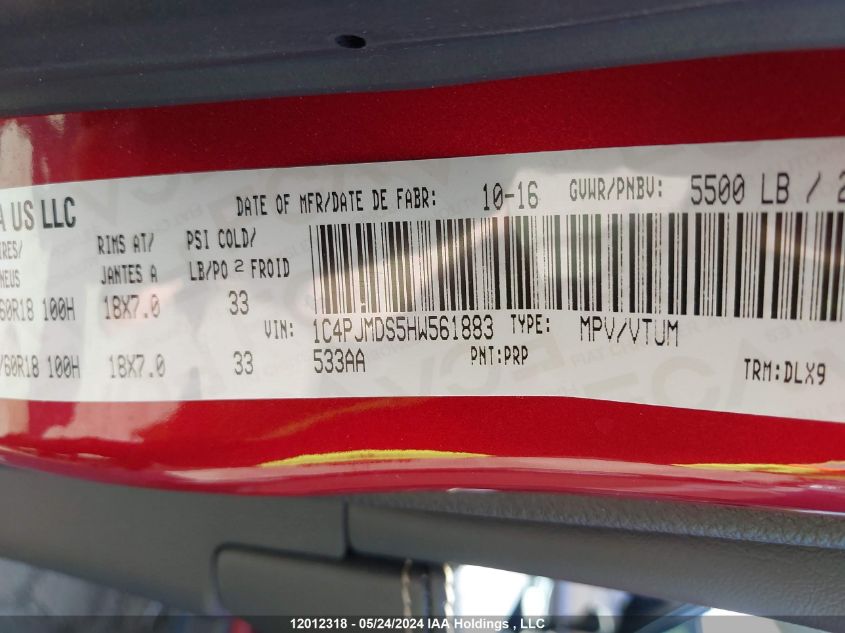 A US LLC
DATE OF MFR/DATE DE FABR: 10-16 GVWR/PNBV: 5500 LB / 2
RIMS AT/ PSI COLD/
JANTES A LB/PO 2 FROID
60R18 100H 18X7.0 33
VIN: 1C4PJMDS5HW561883 TYPE: MPV/VTUM
/60R18 100H 18X7.0 33 533AA PNT:PRP TRM:DLX9
12012318 - 05/24/2024 IAA Holdings , LLC